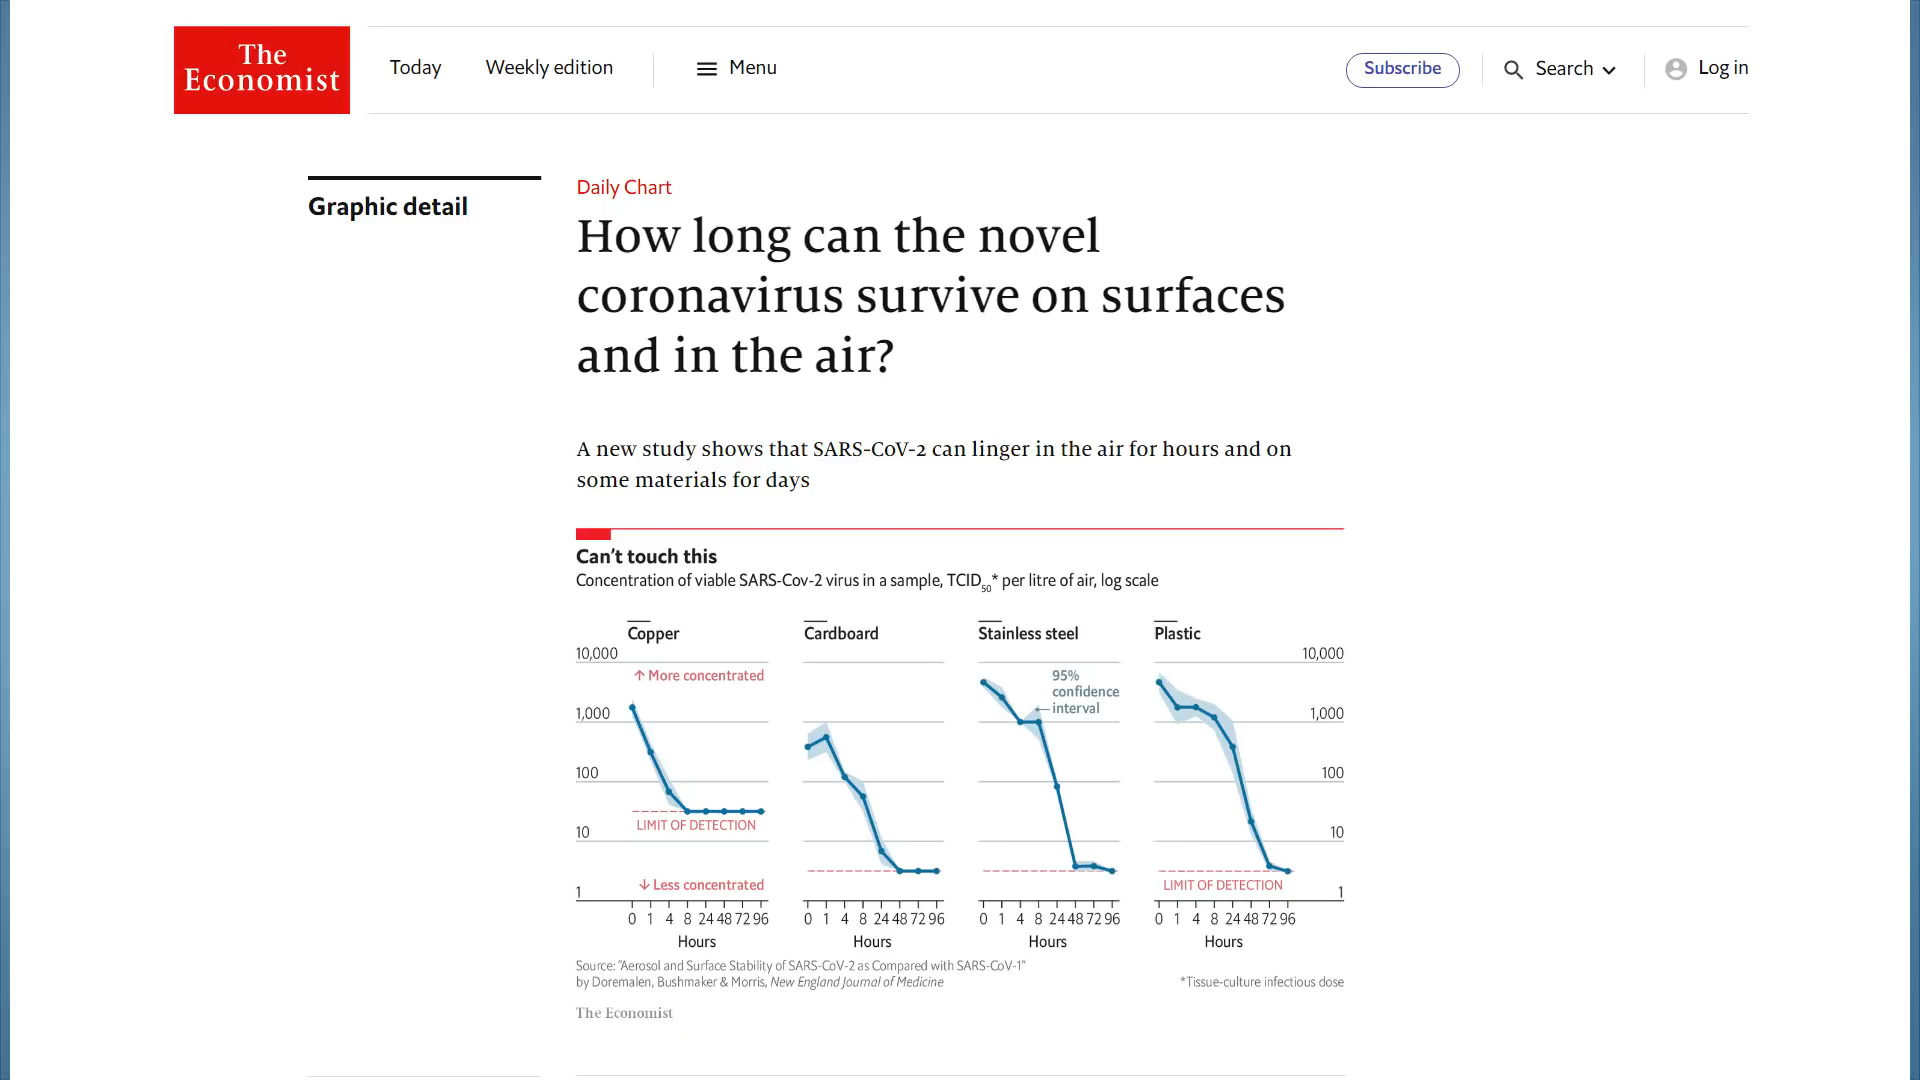 The
Economist
Today
Weekly edition
Menu
Subscribe
Search
Log in
Graphic detail
Daily Chart
How long can the novel
coronavirus survive on surfaces
and in the air?
A new study shows that SARS-CoV-2 can linger in the air for hours and on
some materials for days
Can't touch this
Concentration of viable SARS-Cov-2 virus in a sample, TCID50* per litre of air, log scale
Copper
Cardboard
Stainless steel
Plastic
10,000
10,000
↑ More concentrated
95%
confidence
interval
1,000
1,000
100
100
LIMIT OF DETECTION
10
10
↓ Less concentrated
LIMIT OF DETECTION
1
1
0 1 4 8 24 48 72 96
0 1 4 8 24 48 72 96
0 1 4 8 24 48 72 96
0 1 4 8 24 48 72 96
Hours
Hours
Hours
Hours
Source: "Aerosol and Surface Stability of SARS-CoV-2 as Compared with SARS-CoV-1"
by Doremalen, Bushmaker & Morris, New England Journal of Medicine
*Tissue-culture infectious dose
The Economist